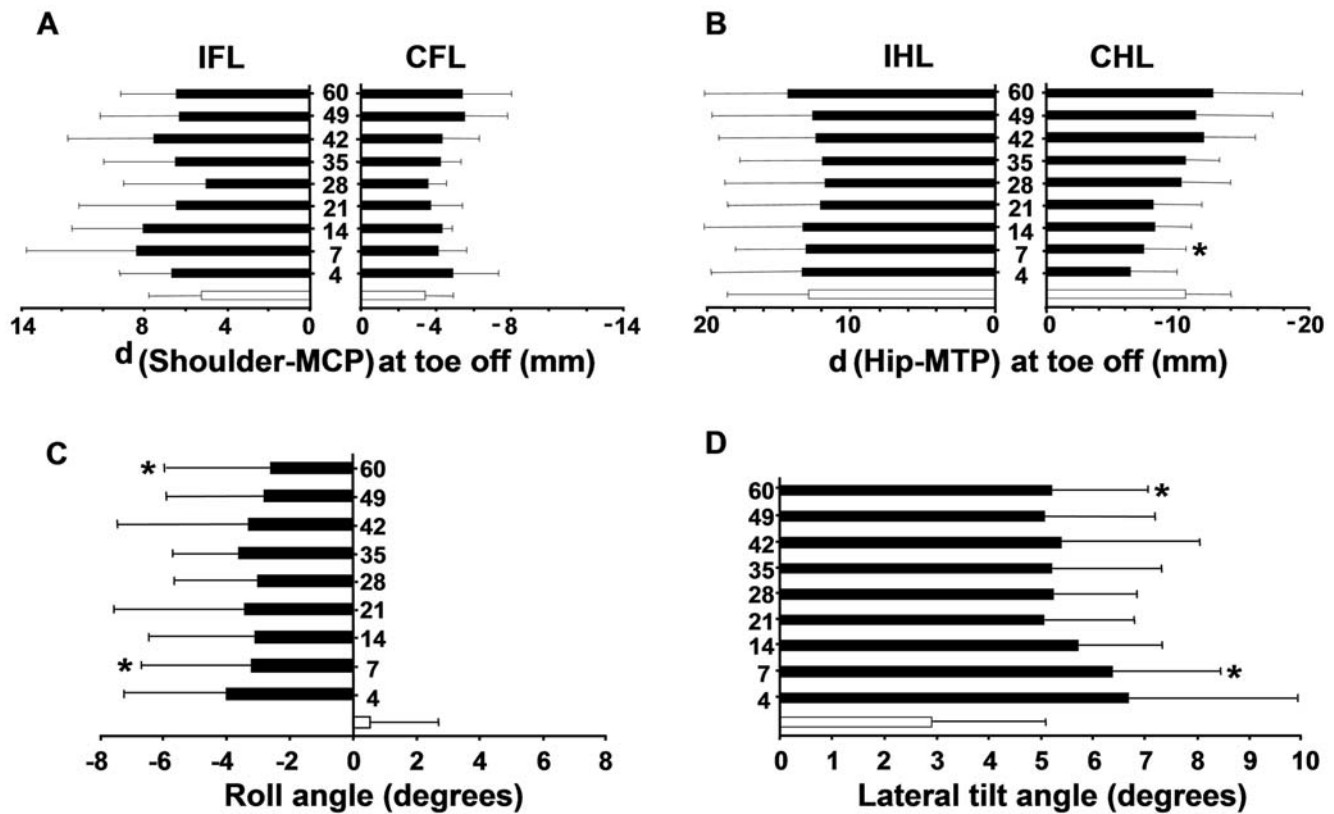 A
IFL
CFL
60
49
42
35
28
21
14
7
4
14 8 4 0
0 -4 -8 -14
d (Shoulder-MCP) at toe off (mm)
B
IHL
CHL
60
49
42
35
28
21
14
7 *
4
20 10 0
0 -10 -20
d (Hip-MTP) at toe off (mm)
C
* 60
49
42
35
28
21
14
* 7
4
-8 -6 -4 -2 0 2 4 6 8
Roll angle (degrees)
D
60 *
49
42
35
28
21
14
7 *
4
0 1 2 3 4 5 6 7 8 9 10
Lateral tilt angle (degrees)